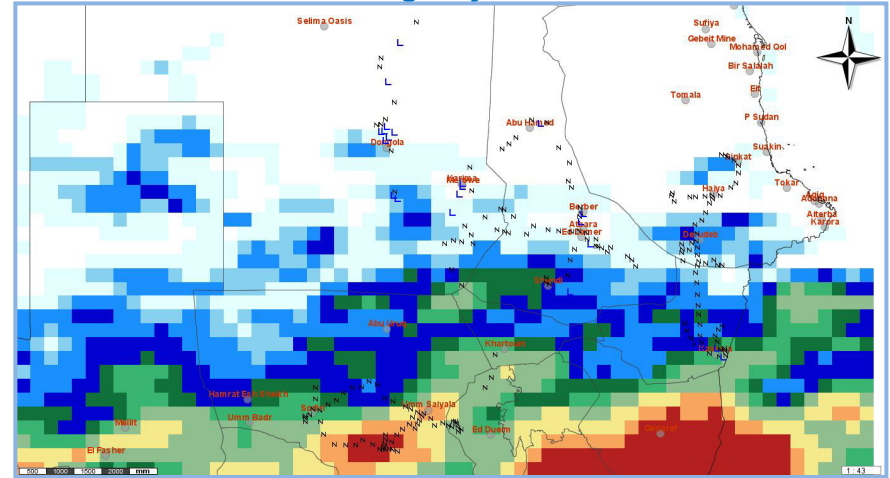 Selima Oasis
Sufiya
N
Gebeit Mine
Mohamed Qol
Bir Salalah
Eit
Tomala
P Sudan
Abu Hamed
Dongola
Suakin.
Sinkat
Karima
Merowe
Tokar
Haiya
Aqiq
Adobana
Berber
Aiterba
Karora
Atbara
Ed Damer
Derudeb
Shendi
Abu Uruq
Khartoum
Kassala
Hamrat Esh Sheikh
Sodiri
Umm Saiyala
Umm Badr
Mellit
Ed Dueim
Gedaref
El Fasher
500 1000 1500 2000 mm
1 : 43